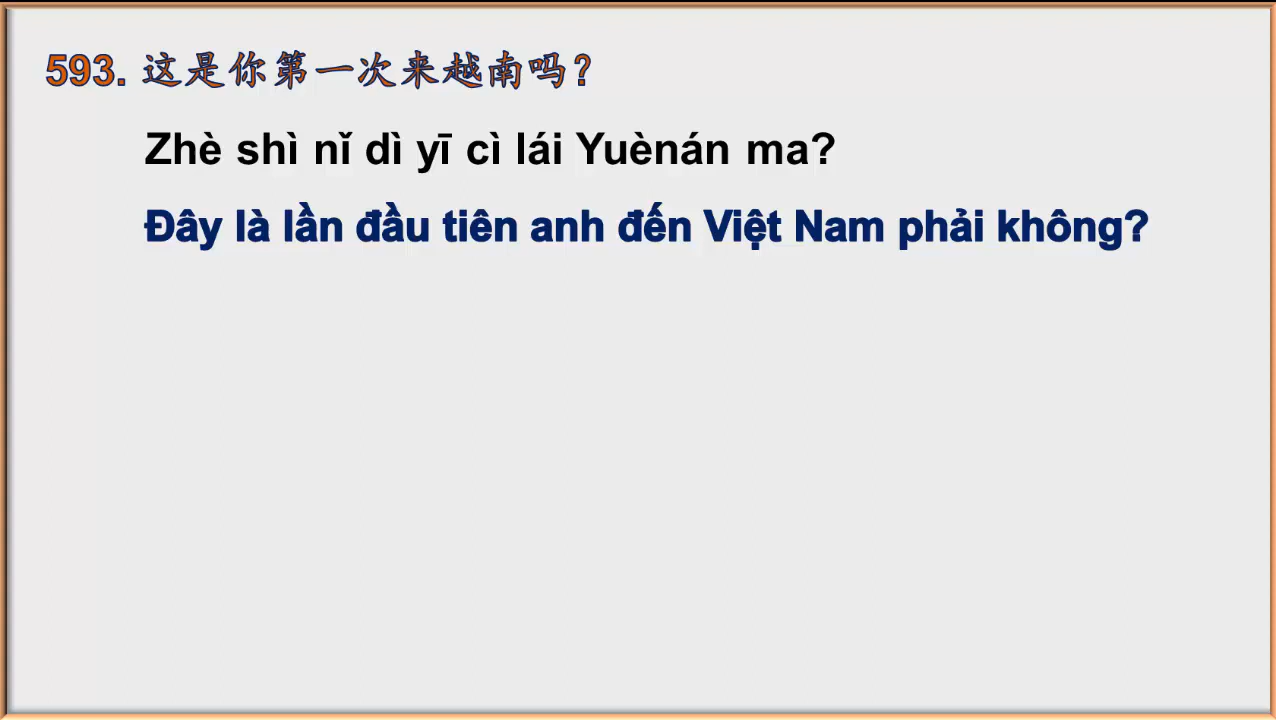 593. 这是你第一次来越南吗?
Zhè shì nǐ dì yī cì lái Yuènán ma?
Đây là lần đầu tiên anh đến Việt Nam phải không?